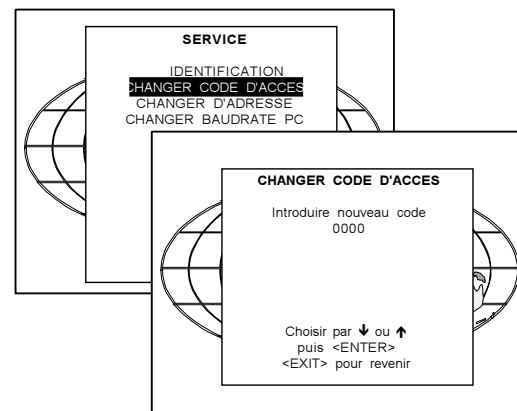 SERVICE
IDENTIFICATION
CHANGER CODE D'ACCES
CHANGER D'ADRESSE
CHANGER BAUDRATE PC
CHANGER CODE D'ACCES
Introduire nouveau code
0000
Choisir par ↓ ou ↑
puis <ENTER>
<EXIT> pour revenir